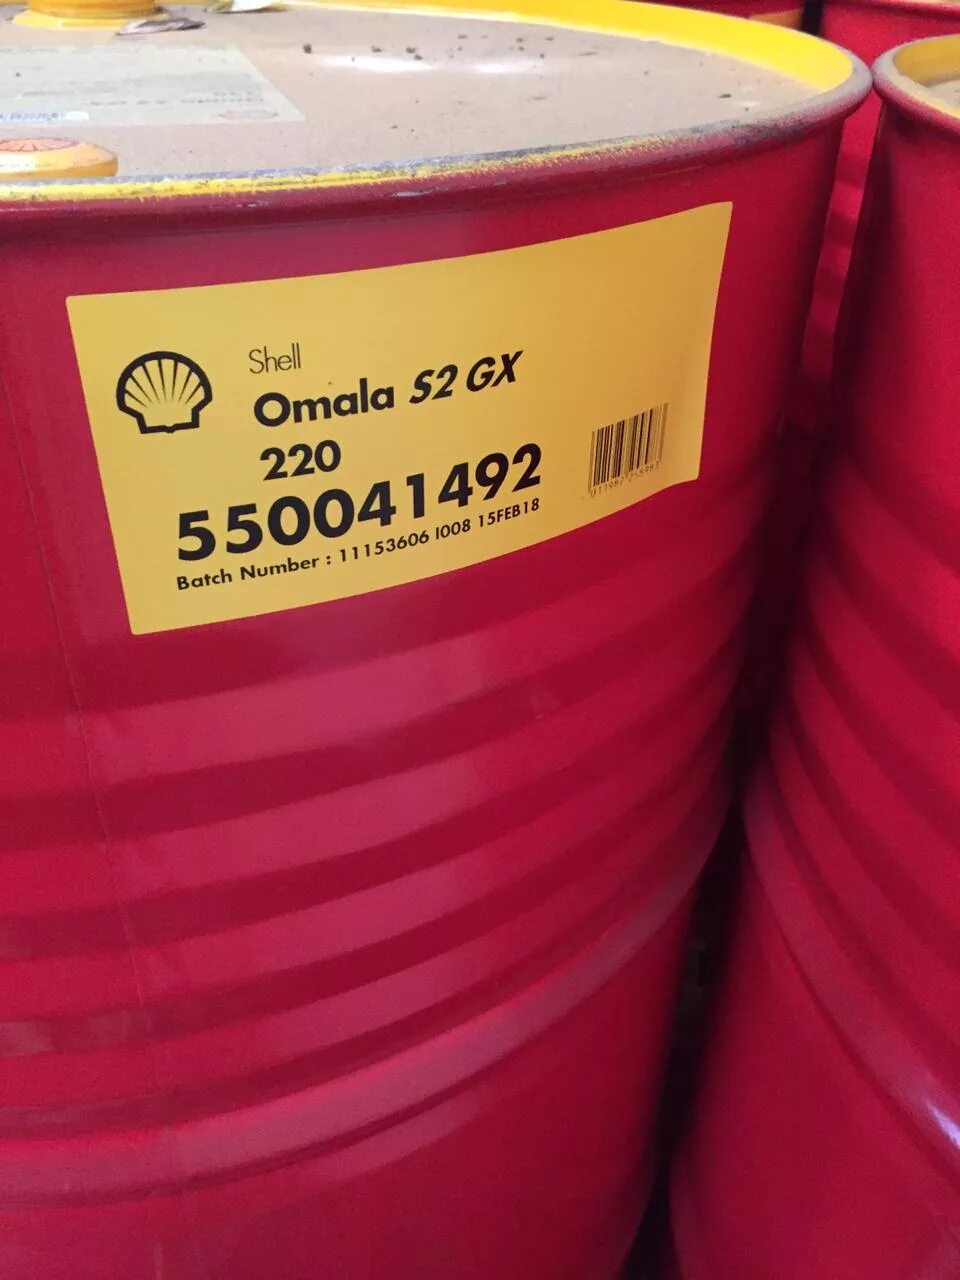 Shell
Omala S2 GX
220
550041492
Batch Number : 11153606 I008 15FEB18